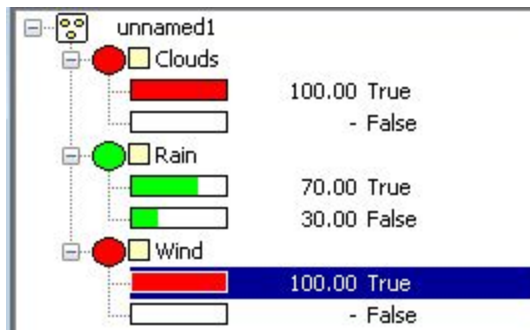 unnamed1
Clouds
100.00 True
- False
Rain
70.00 True
30.00 False
Wind
100.00 True
- False